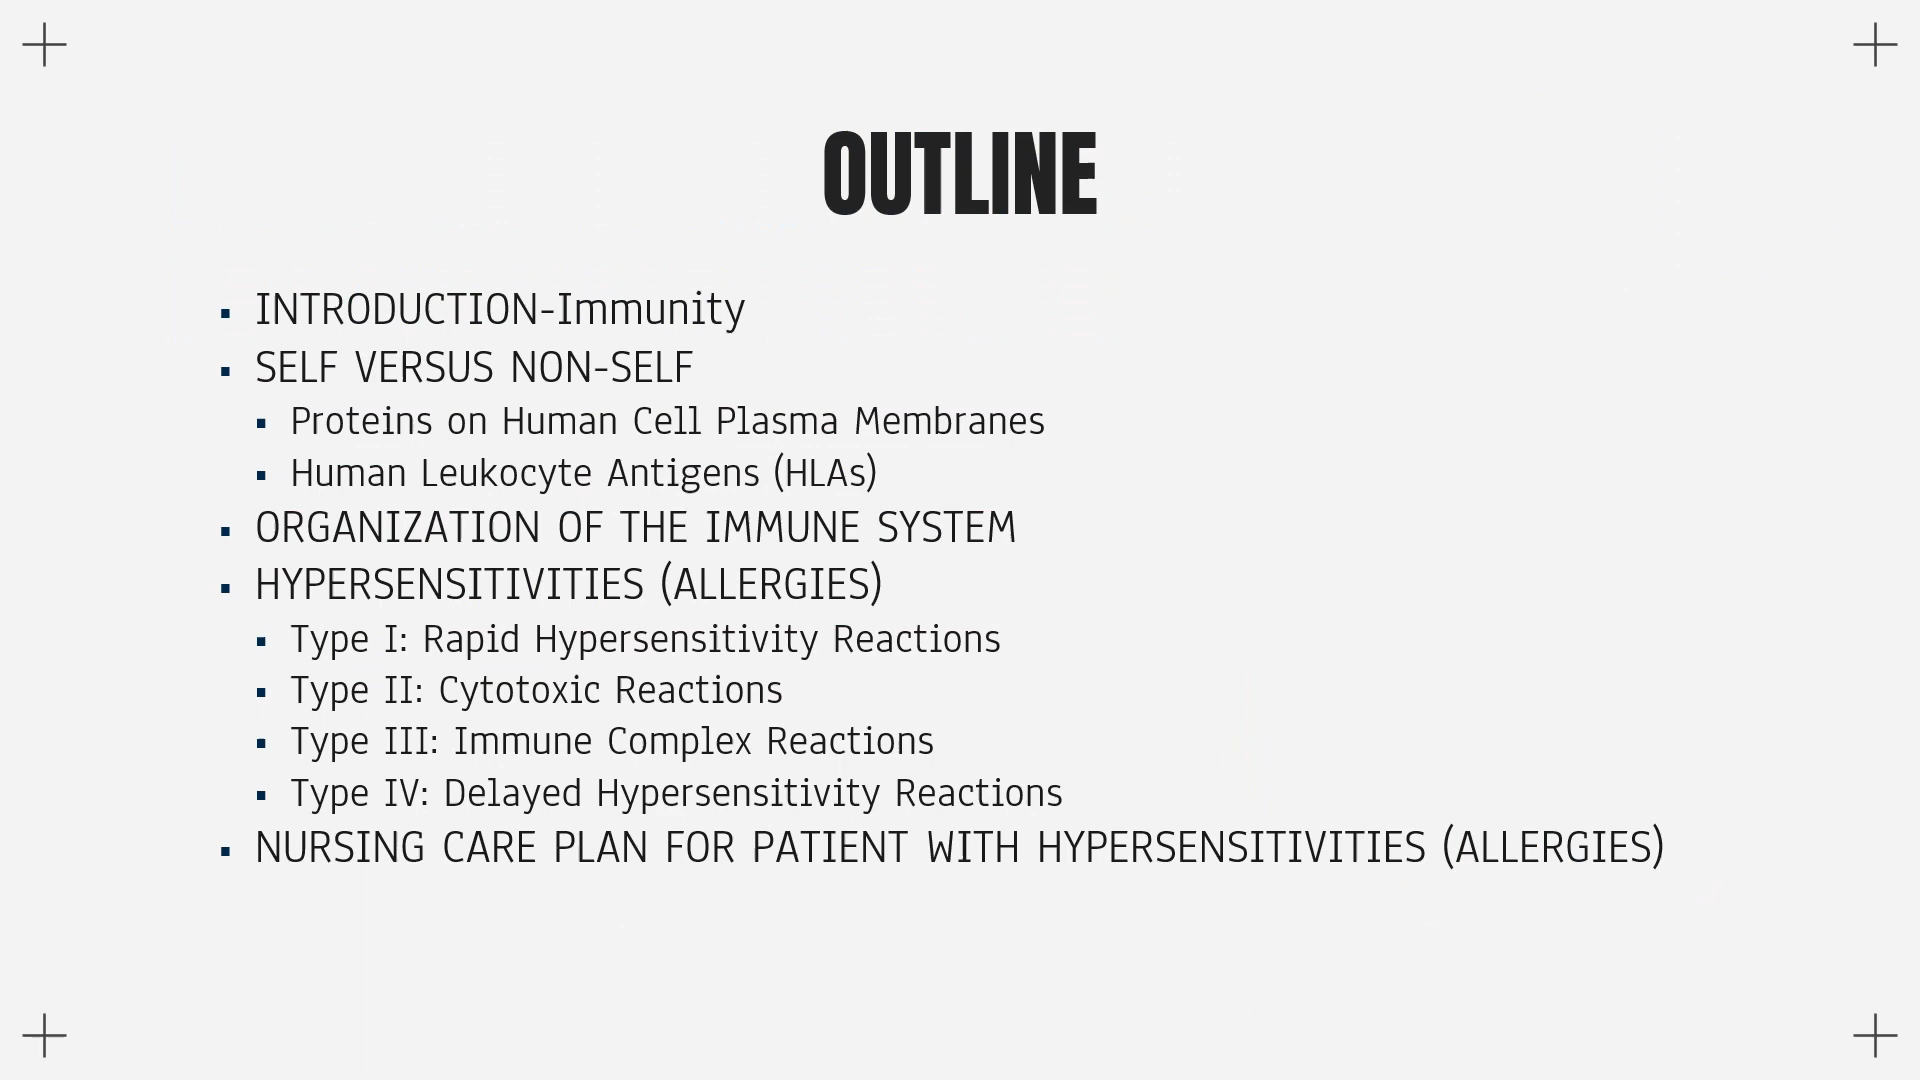 OUTLINE
INTRODUCTION-Immunity
SELF VERSUS NON-SELF
Proteins on Human Cell Plasma Membranes
Human Leukocyte Antigens (HLAs)
ORGANIZATION OF THE IMMUNE SYSTEM
HYPERSENSITIVITIES (ALLERGIES)
Type I: Rapid Hypersensitivity Reactions
Type II: Cytotoxic Reactions
Type III: Immune Complex Reactions
Type IV: Delayed Hypersensitivity Reactions
NURSING CARE PLAN FOR PATIENT WITH HYPERSENSITIVITIES (ALLERGIES)